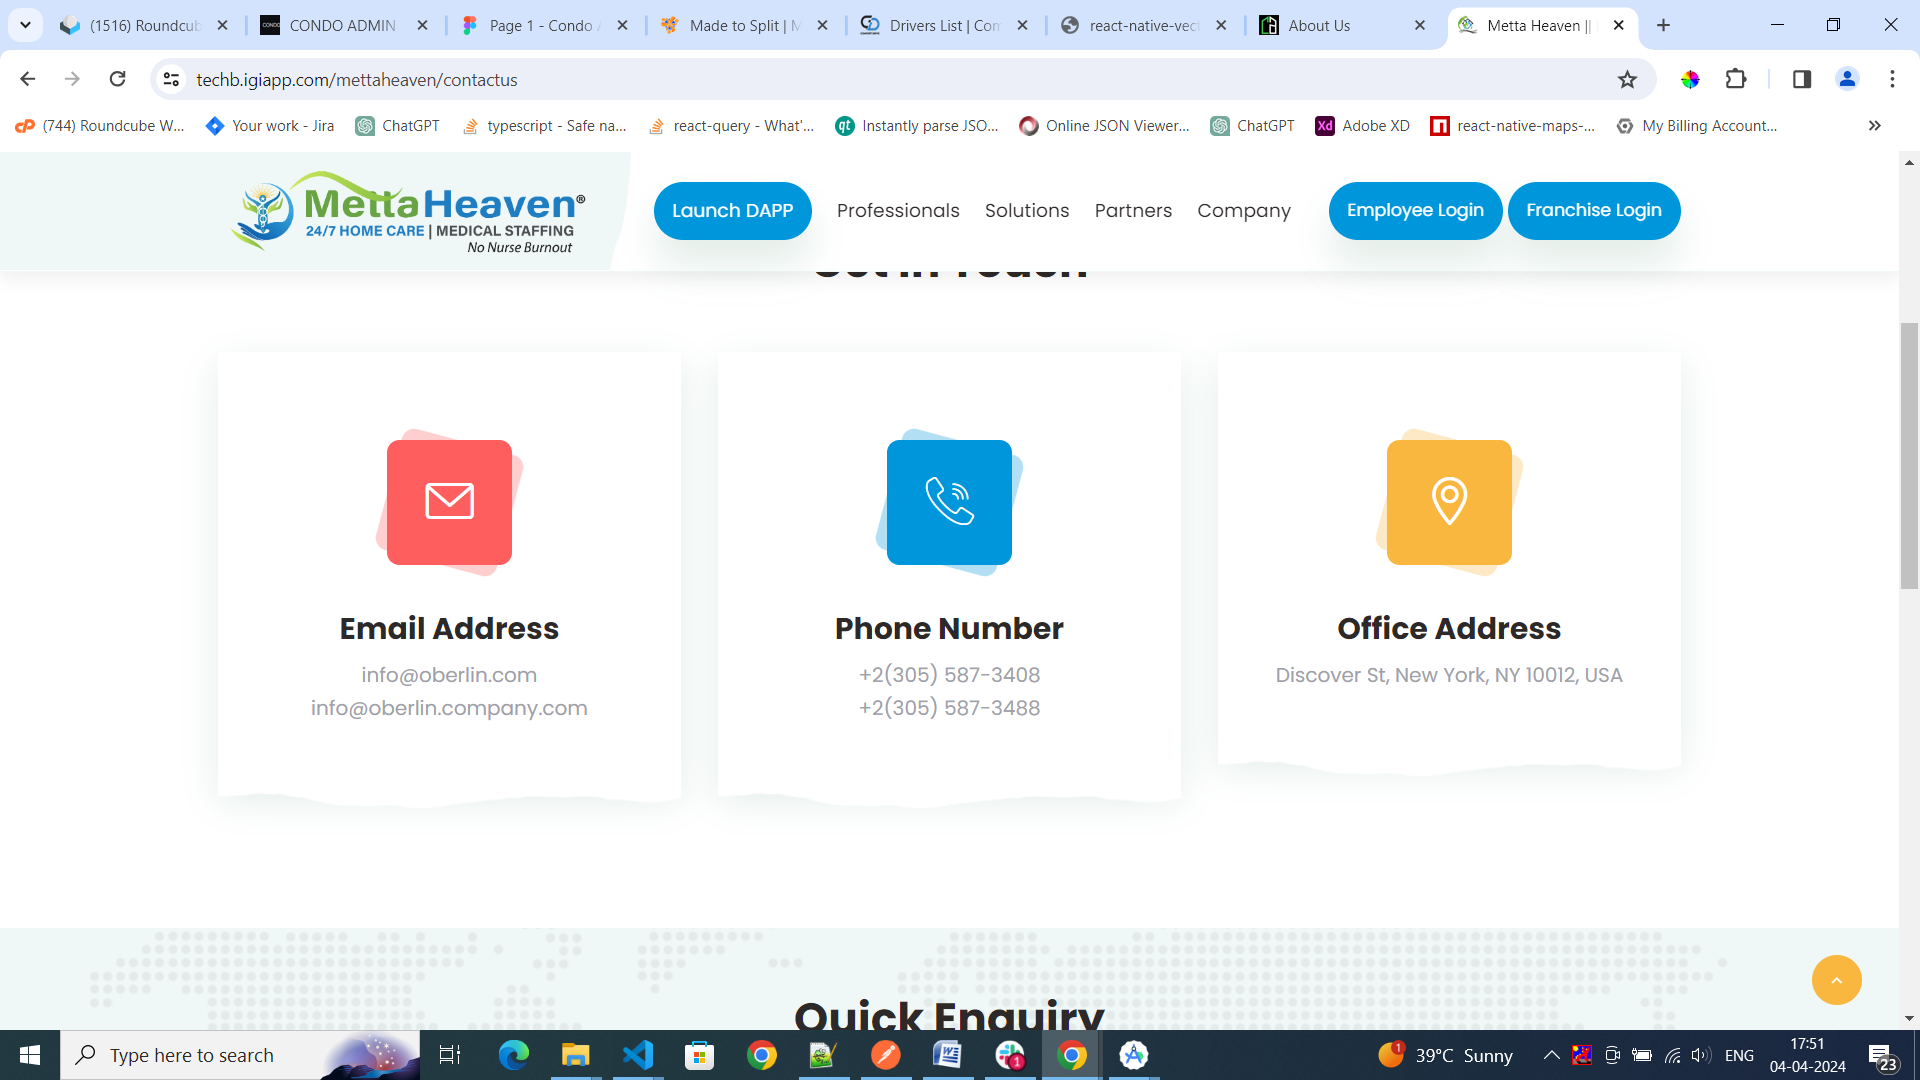 (1516) Roundcub
CONDO ADMIN
Page 1 - Condo A
Made to Split | M
Drivers List | Con
react-native-vect
About Us
Metta Heaven ||
techb.igiapp.com/mettaheaven/contactus
(744) Roundcube W...
Your work - Jira
ChatGPT
typescript - Safe na...
react-query - What'...
Instantly parse JSO...
Online JSON Viewer...
ChatGPT
Adobe XD
react-native-maps-...
My Billing Account...
MettaHeaven®
24/7 HOME CARE | MEDICAL STAFFING
No Nurse Burnout
Launch DAPP
Professionals
Solutions
Partners
Company
Employee Login
Franchise Login
Get In Touch
Email Address
info@oberlin.com
info@oberlin.company.com
Phone Number
+2(305) 587-3408
+2(305) 587-3488
Office Address
Discover St, New York, NY 10012, USA
Quick Enquiry
Type here to search
39°C Sunny
ENG
17:51
04-04-2024
23